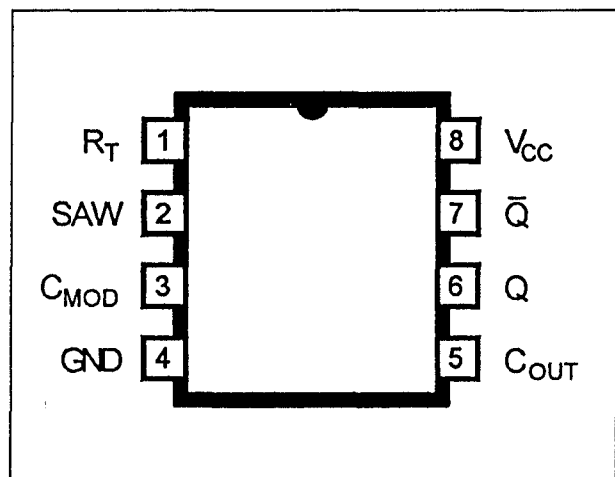 R_T 1 8 V_CC
SAW 2 7 Q̅
C_MOD 3 6 Q
GND 4 5 C_OUT